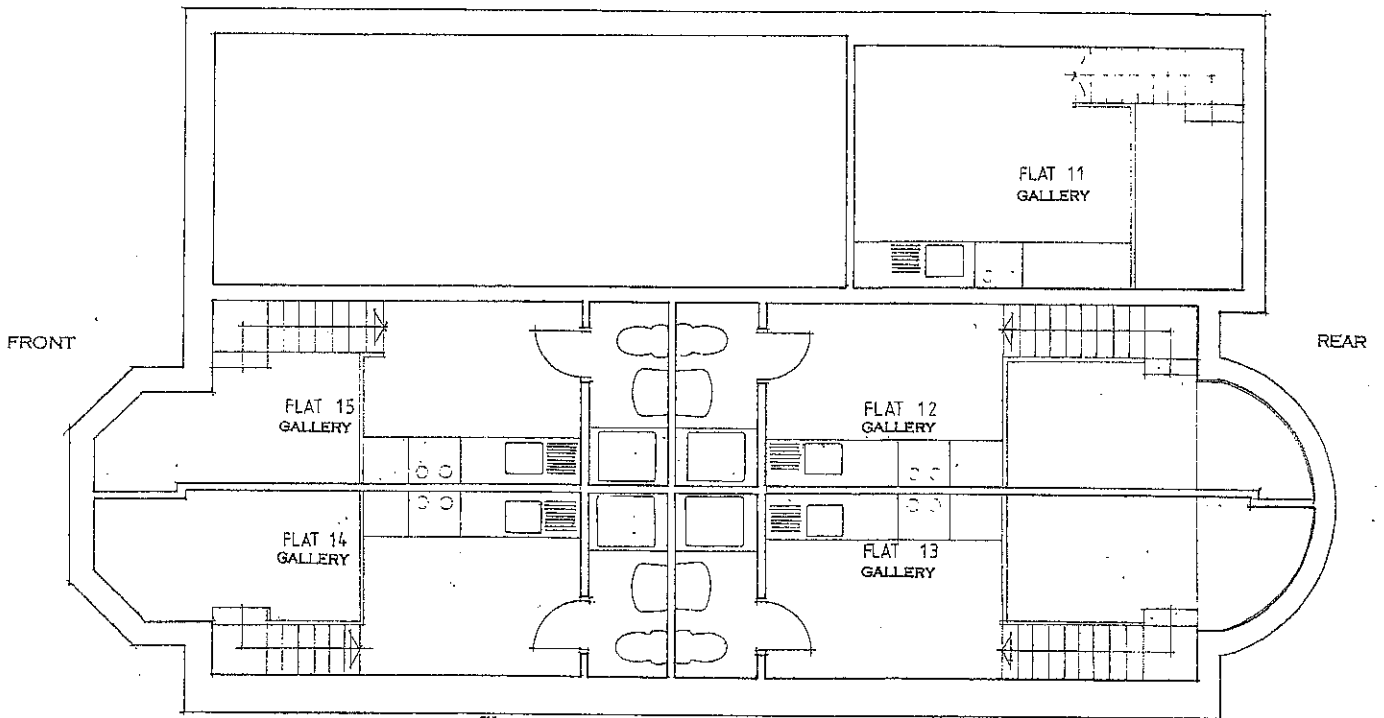 FLAT 11
GALLERY
FRONT
REAR
FLAT 15
GALLERY
FLAT 12
GALLERY
FLAT 14
GALLERY
FLAT 13
GALLERY